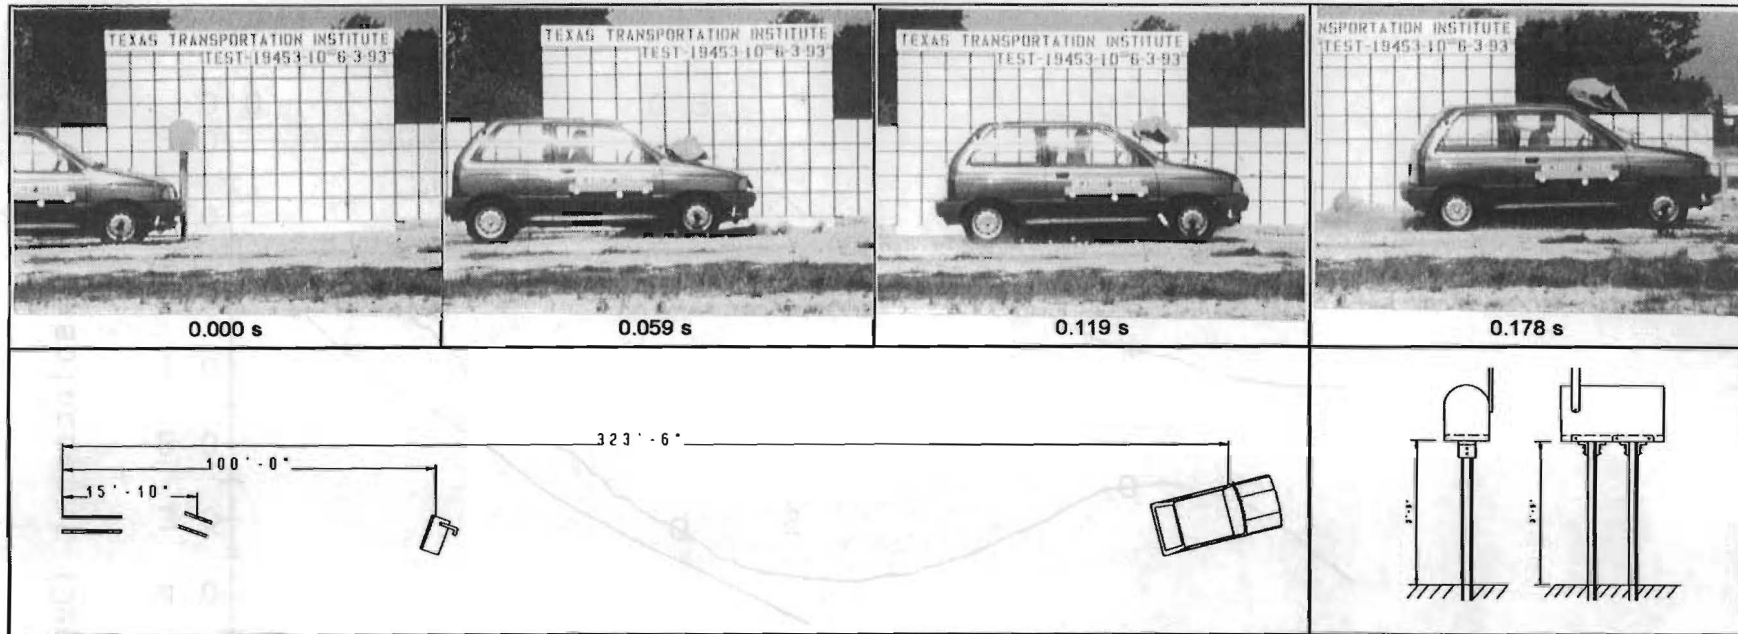 TEXAS TRANSPORTATION INSTITUTE
TEST-19453-10 6-3-93
TEXAS TRANSPORTATION INSTITUTE
TEST-19453-10 6-3-93
TEXAS TRANSPORTATION INSTITUTE
TEST-19453-10 6-3-93
NSPORTATION INSTITUTE
TEST-19453-10 6-3-93
0.000 s
0.059 s
0.119 s
0.178 s
323'-6"
100'-0"
15'-10"